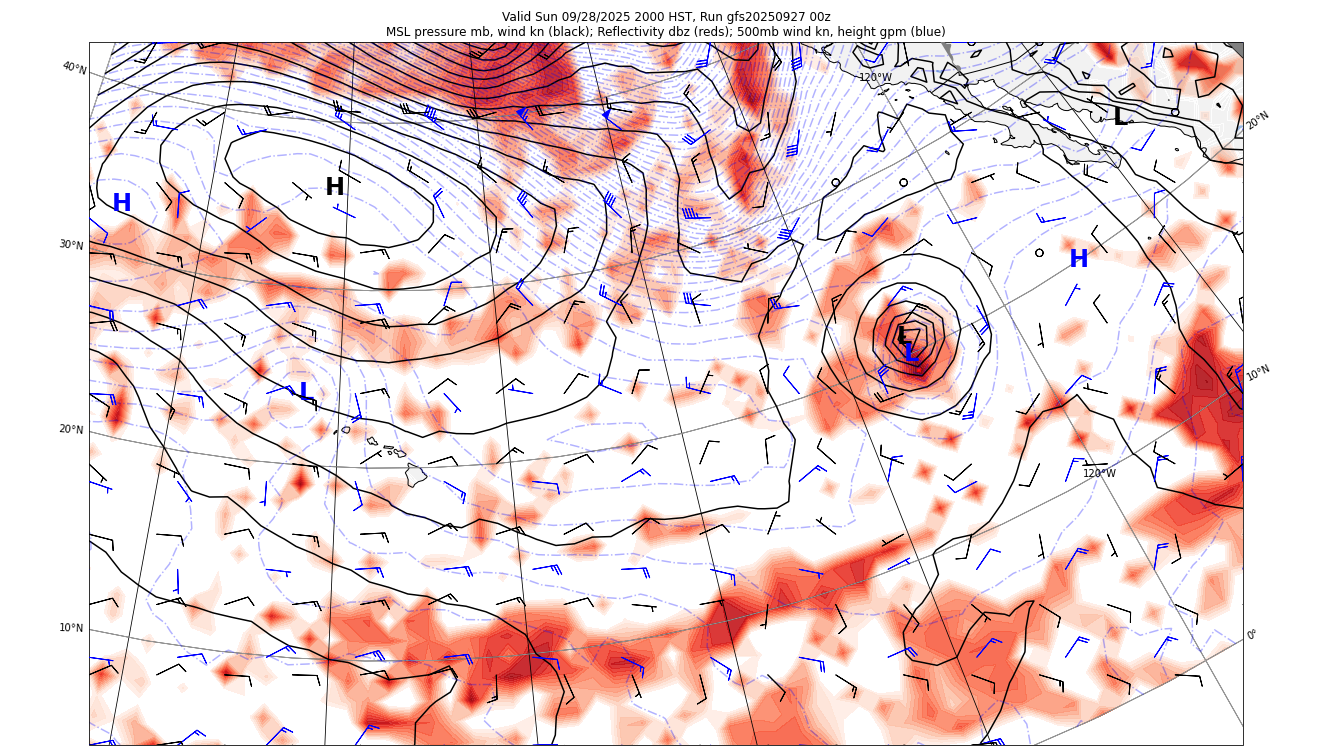 Valid Sun 09/28/2025 2000 HST, Run gfs20250927 00z
MSL pressure mb, wind kn (black); Reflectivity dbz (reds); 500mb wind kn, height gpm (blue)
40°N
120°W
L
20°N
H
H
30°N
H
L
L
10°N
L
20°N
120°W
10°N
0°